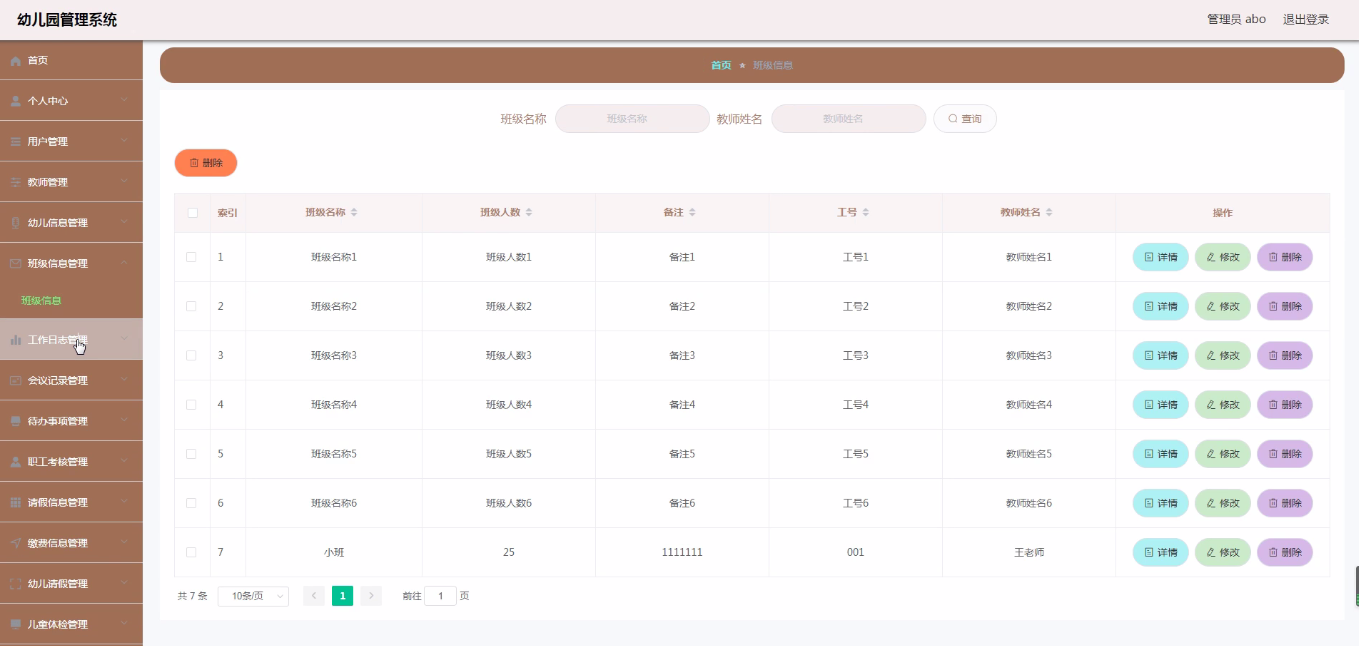 幼儿园管理系统
管理员 abo 退出登录
首页
个人中心
用户管理
教师管理
幼儿信息管理
班级信息管理
班级信息
工作日志管理
会议记录管理
待办事项管理
职工考核管理
请假信息管理
缴费信息管理
幼儿请假管理
儿童体检管理
首页 班级信息
班级名称 班级名称 教师姓名 教师姓名 查询
删除
索引 班级名称 班级人数 备注 工号 教师姓名 操作
1 班级名称1 班级人数1 备注1 工号1 教师姓名1 详情 修改 删除
2 班级名称2 班级人数2 备注2 工号2 教师姓名2 详情 修改 删除
3 班级名称3 班级人数3 备注3 工号3 教师姓名3 详情 修改 删除
4 班级名称4 班级人数4 备注4 工号4 教师姓名4 详情 修改 删除
5 班级名称5 班级人数5 备注5 工号5 教师姓名5 详情 修改 删除
6 班级名称6 班级人数6 备注6 工号6 教师姓名6 详情 修改 删除
7 小班 25 1111111 001 王老师 详情 修改 删除
共 7 条 10条/页 1 前往 1 页